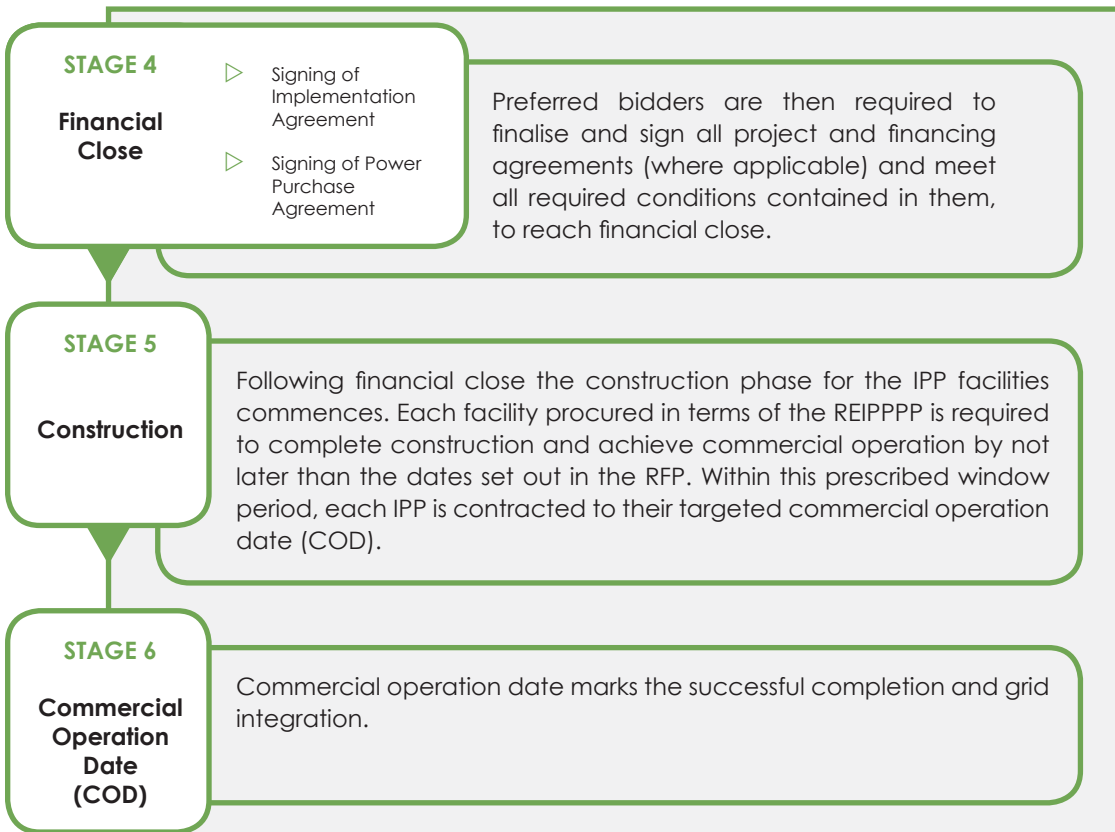 STAGE 4
Financial
Close
Signing of
Implementation
Agreement
Signing of Power
Purchase
Agreement
Preferred bidders are then required to
finalise and sign all project and financing
agreements (where applicable) and meet
all required conditions contained in them,
to reach financial close.
STAGE 5
Construction
Following financial close the construction phase for the IPP facilities
commences. Each facility procured in terms of the REIPPPP is required
to complete construction and achieve commercial operation by not
later than the dates set out in the RFP. Within this prescribed window
period, each IPP is contracted to their targeted commercial operation
date (COD).
STAGE 6
Commercial
Operation
Date
(COD)
Commercial operation date marks the successful completion and grid
integration.